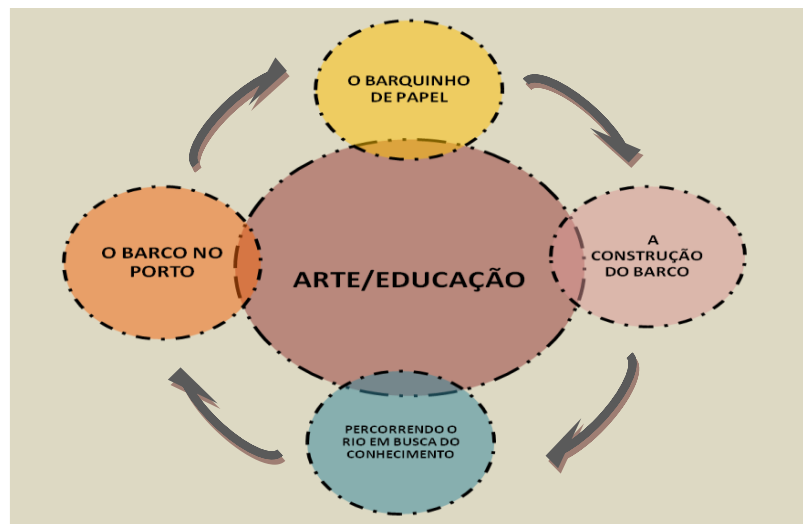 O BARQUINHO
DE PAPEL
A
CONSTRUÇÃO
DO BARCO
PERCORRENDO O
RIO EM BUSCA DO
CONHECIMENTO
O BARCO NO
PORTO
ARTE/EDUCAÇÃO